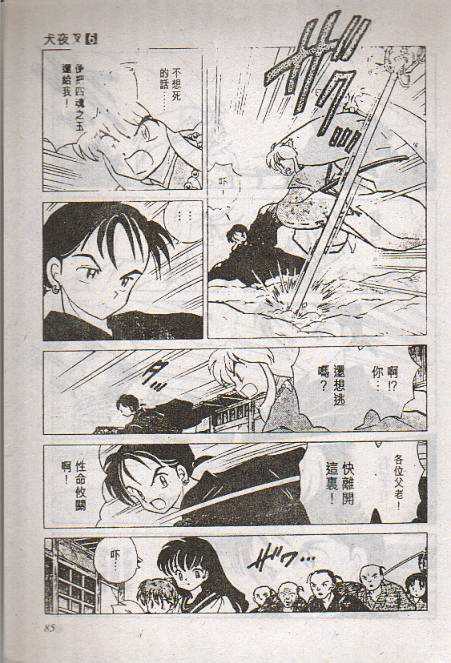 犬夜叉 6
吓!
不想死
的話⋯
快把四魂之玉
還給我!
⋯
⋯
啊!?
你⋯
還想逃
嗎?
各位父老!
快離開
這裏!
性命攸關
啊!
吓⋯
85